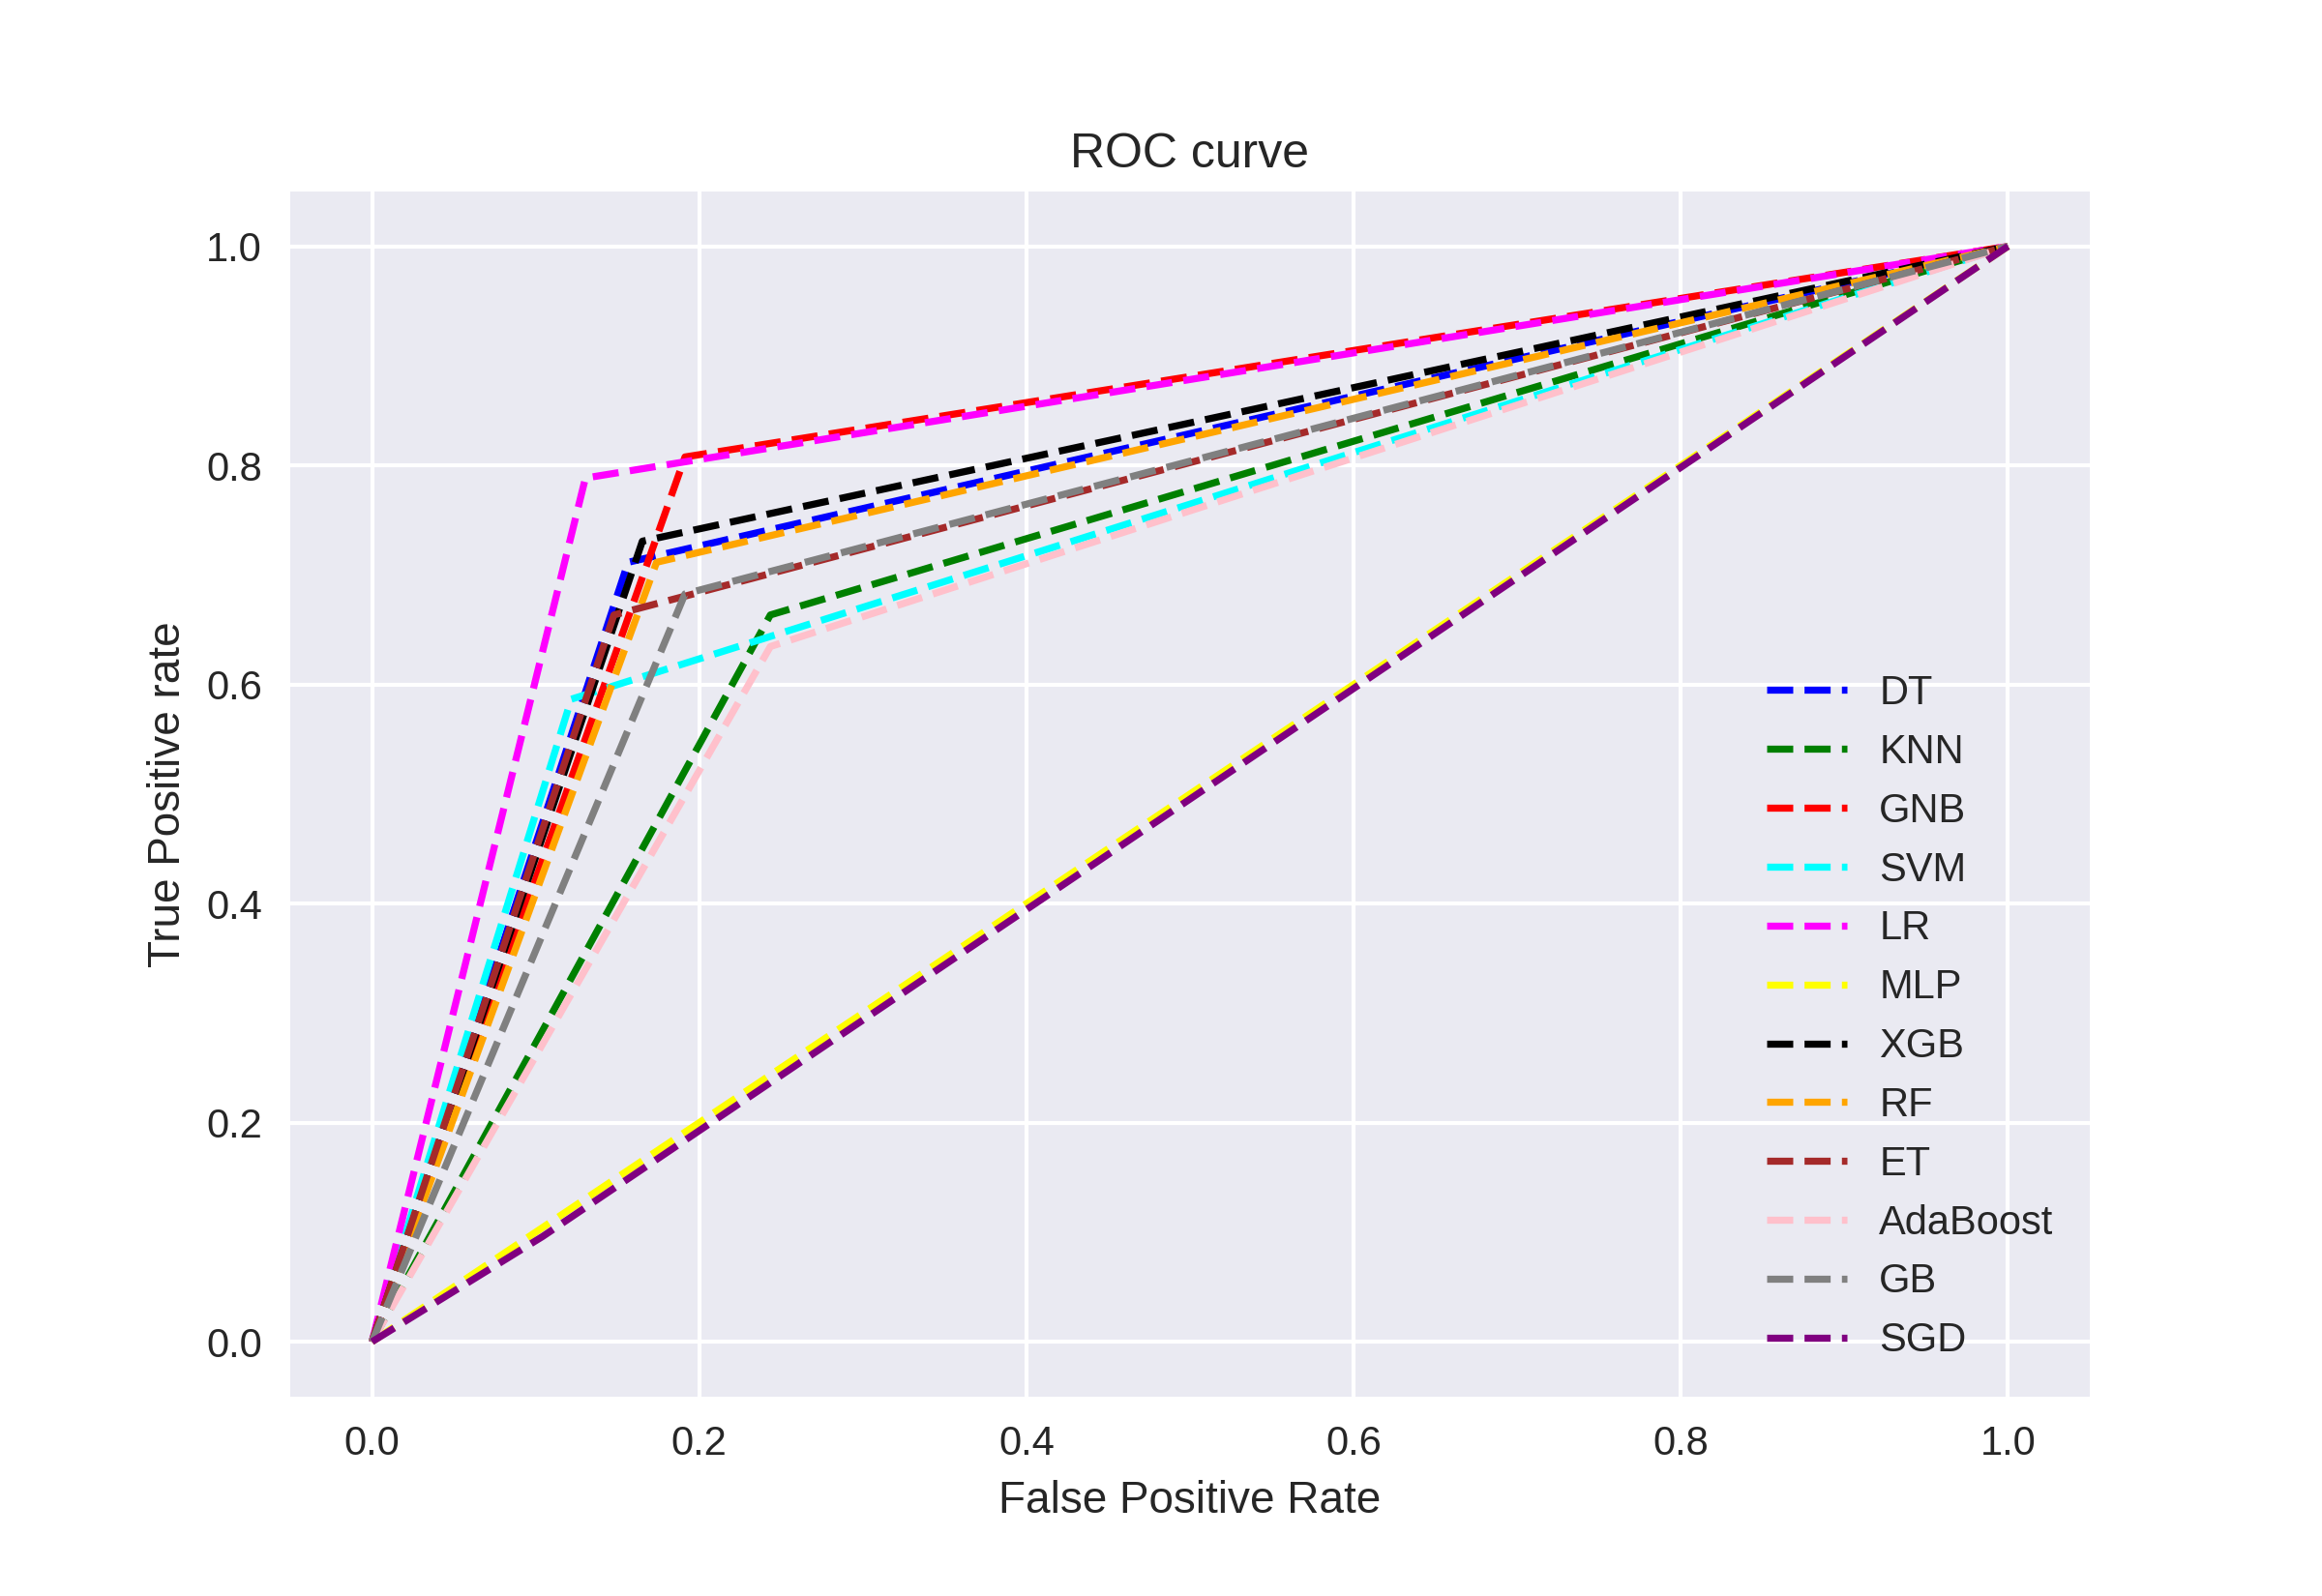 ROC curve
1.0
0.8
0.6
0.4
0.2
0.0
True Positive rate
DT
KNN
GNB
SVM
LR
MLP
XGB
RF
ET
AdaBoost
GB
SGD
0.0 0.2 0.4 0.6 0.8 1.0
False Positive Rate